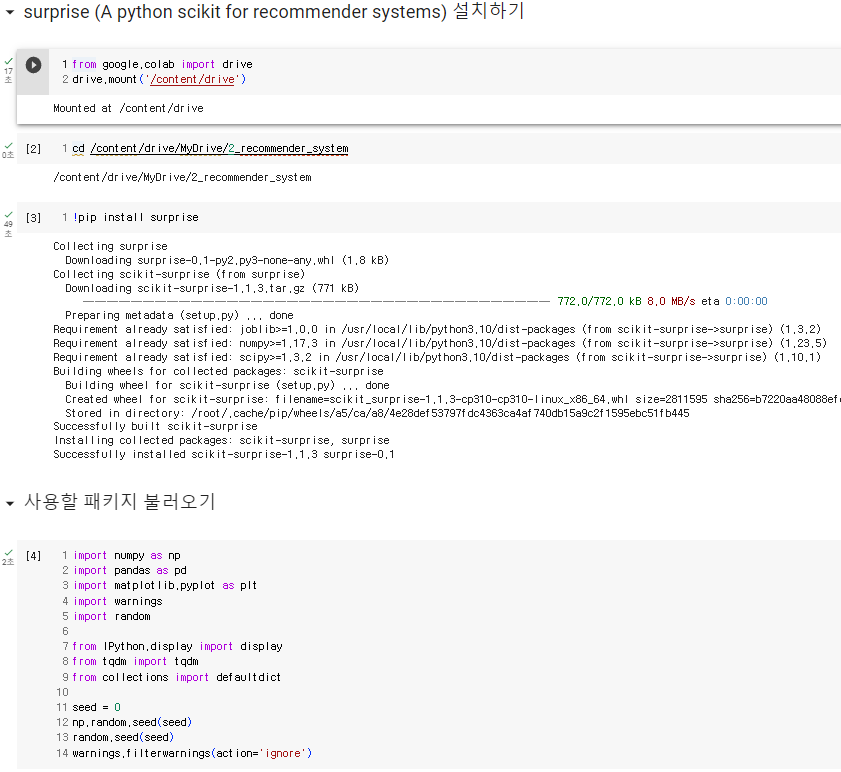 surprise (A python scikit for recommender systems) 설치하기
17
초
1 from google.colab import drive
2 drive.mount('/content/drive')
Mounted at /content/drive
0초
[2] 1 cd /content/drive/MyDrive/2_recommender_system
/content/drive/MyDrive/2_recommender_system
49
초
[3] 1 !pip install surprise
Collecting surprise
Downloading surprise-0.1-py2.py3-none-any.whl (1.8 kB)
Collecting scikit-surprise (from surprise)
Downloading scikit-surprise-1.1.3.tar.gz (771 kB)
772.0/772.0 kB 8.0 MB/s eta 0:00:00
Preparing metadata (setup.py) ... done
Requirement already satisfied: joblib>=1.0.0 in /usr/local/lib/python3.10/dist-packages (from scikit-surprise->surprise) (1.3.2)
Requirement already satisfied: numpy>=1.17.3 in /usr/local/lib/python3.10/dist-packages (from scikit-surprise->surprise) (1.23.5)
Requirement already satisfied: scipy>=1.3.2 in /usr/local/lib/python3.10/dist-packages (from scikit-surprise->surprise) (1.10.1)
Building wheels for collected packages: scikit-surprise
Building wheel for scikit-surprise (setup.py) ... done
Created wheel for scikit-surprise: filename=scikit_surprise-1.1.3-cp310-cp310-linux_x86_64.whl size=2811595 sha256=b7220aa48088ef
Stored in directory: /root/.cache/pip/wheels/a5/ca/a8/4e28def53797fdc4363ca4af740db15a9c2f1595ebc51fb445
Successfully built scikit-surprise
Installing collected packages: scikit-surprise, surprise
Successfully installed scikit-surprise-1.1.3 surprise-0.1
사용할 패키지 불러오기
2초
[4] 1 import numpy as np
2 import pandas as pd
3 import matplotlib.pyplot as plt
4 import warnings
5 import random
6
7 from IPython.display import display
8 from tqdm import tqdm
9 from collections import defaultdict
10
11 seed = 0
12 np.random.seed(seed)
13 random.seed(seed)
14 warnings.filterwarnings(action='ignore')